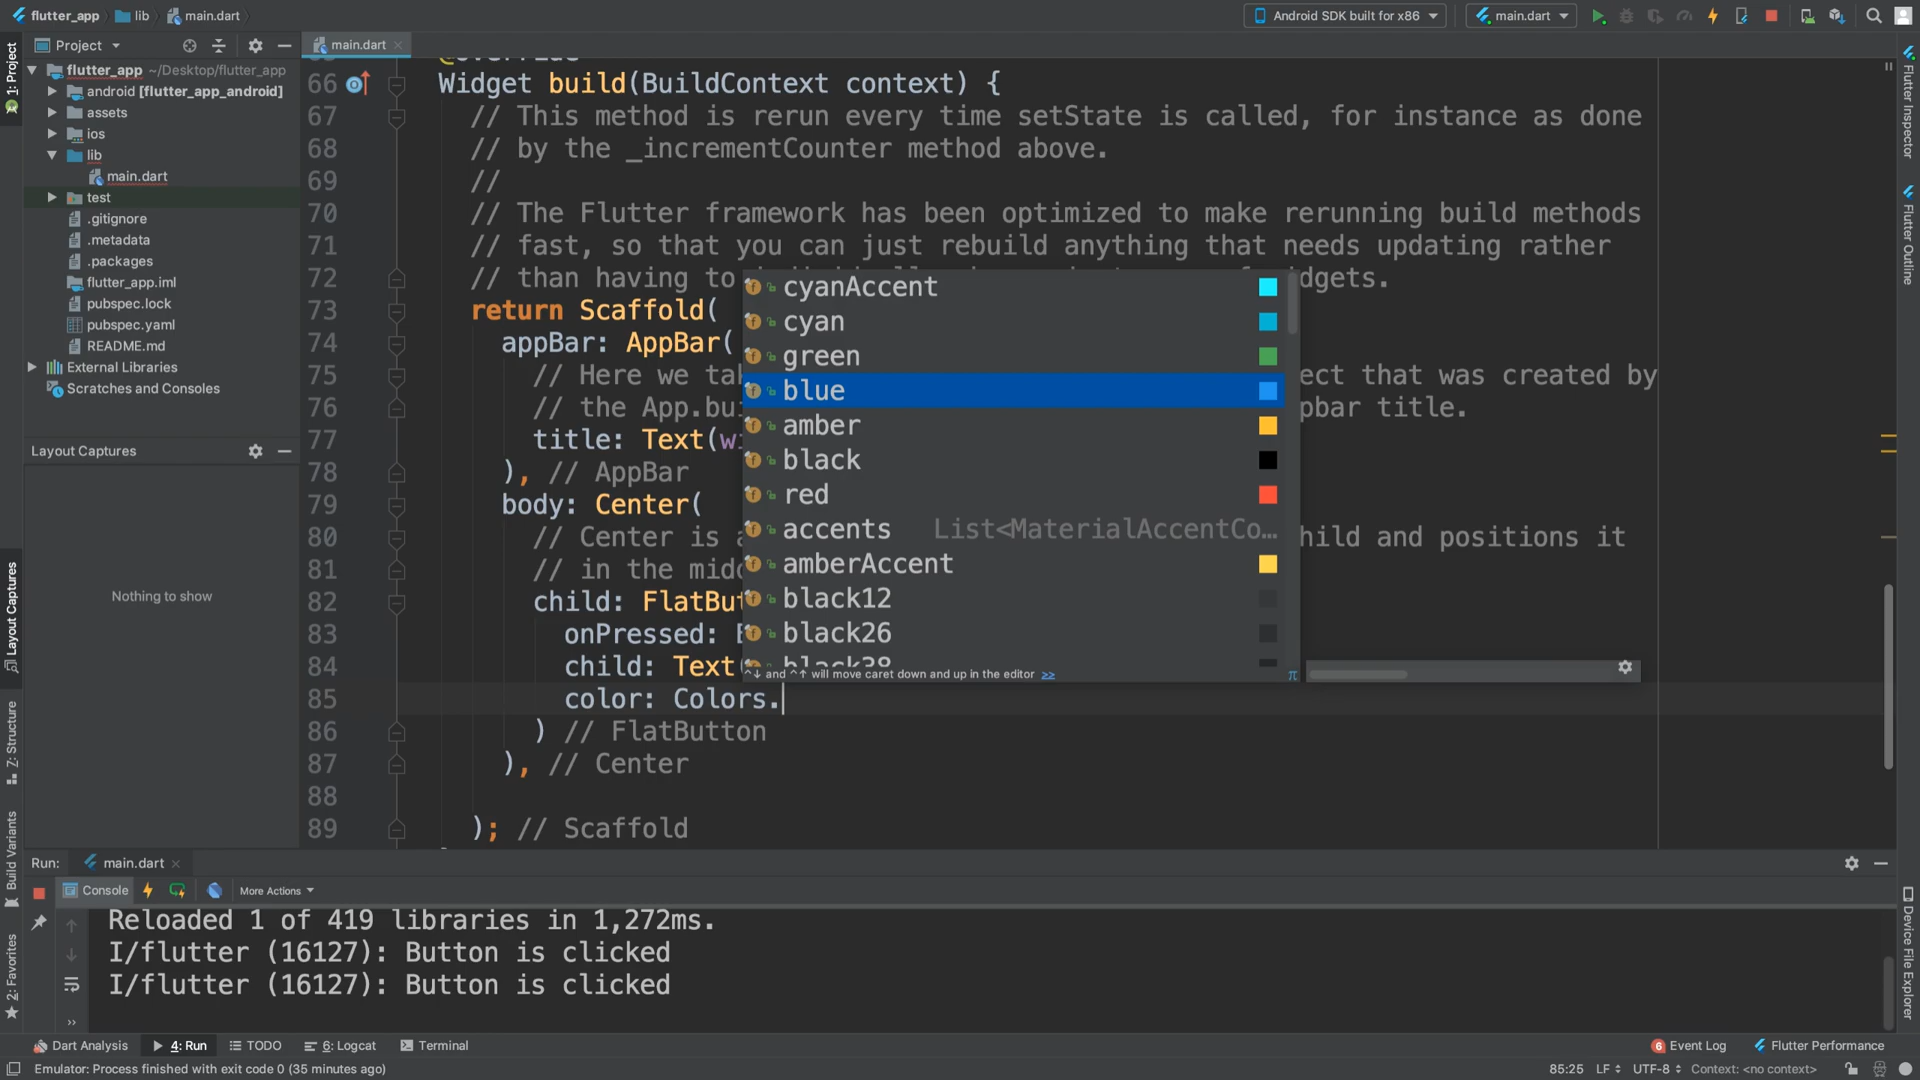 flutter_app
lib
main.dart
Android SDK built for x86
main.dart
1: Project
Project
flutter_app ~/Desktop/flutter_app
android [flutter_app_android]
assets
ios
lib
main.dart
test
.gitignore
.metadata
.packages
flutter_app.iml
pubspec.lock
pubspec.yaml
README.md
External Libraries
Scratches and Consoles
Layout Captures
Nothing to show
Layout Captures
Z: Structure
Build Variants
2: Favorites
main.dart
66 Widget build(BuildContext context) {
67 // This method is rerun every time setState is called, for instance as done
68 // by the _incrementCounter method above.
69 //
70 // The Flutter framework has been optimized to make rerunning build methods
71 // fast, so that you can just rebuild anything that needs updating rather
72 // than having to dgets.
73 return Scaffold(
74 appBar: AppBar(
75 // Here we tak ect that was created by
76 // the App.bui pbar title.
77 title: Text(wi
78 ), // AppBar
79 body: Center(
80 // Center is a hild and positions it
81 // in the midd
82 child: FlatBut
83 onPressed:
84 child: Text(
85 color: Colors.
86 ) // FlatButton
87 ), // Center
88
89 ); // Scaffold
cyanAccent
cyan
green
blue
amber
black
red
accents List<MaterialAccentCo…
amberAccent
black12
black26
black38
^↓ and ^↑ will move caret down and up in the editor >>
π
Flutter Inspector
Flutter Outline
Device File Explorer
Run: main.dart
Console
More Actions
Reloaded 1 of 419 libraries in 1,272ms.
I/flutter (16127): Button is clicked
I/flutter (16127): Button is clicked
Dart Analysis
4: Run
TODO
6: Logcat
Terminal
6 Event Log
Flutter Performance
Emulator: Process finished with exit code 0 (35 minutes ago)
85:25 LF UTF-8 Context: <no context>